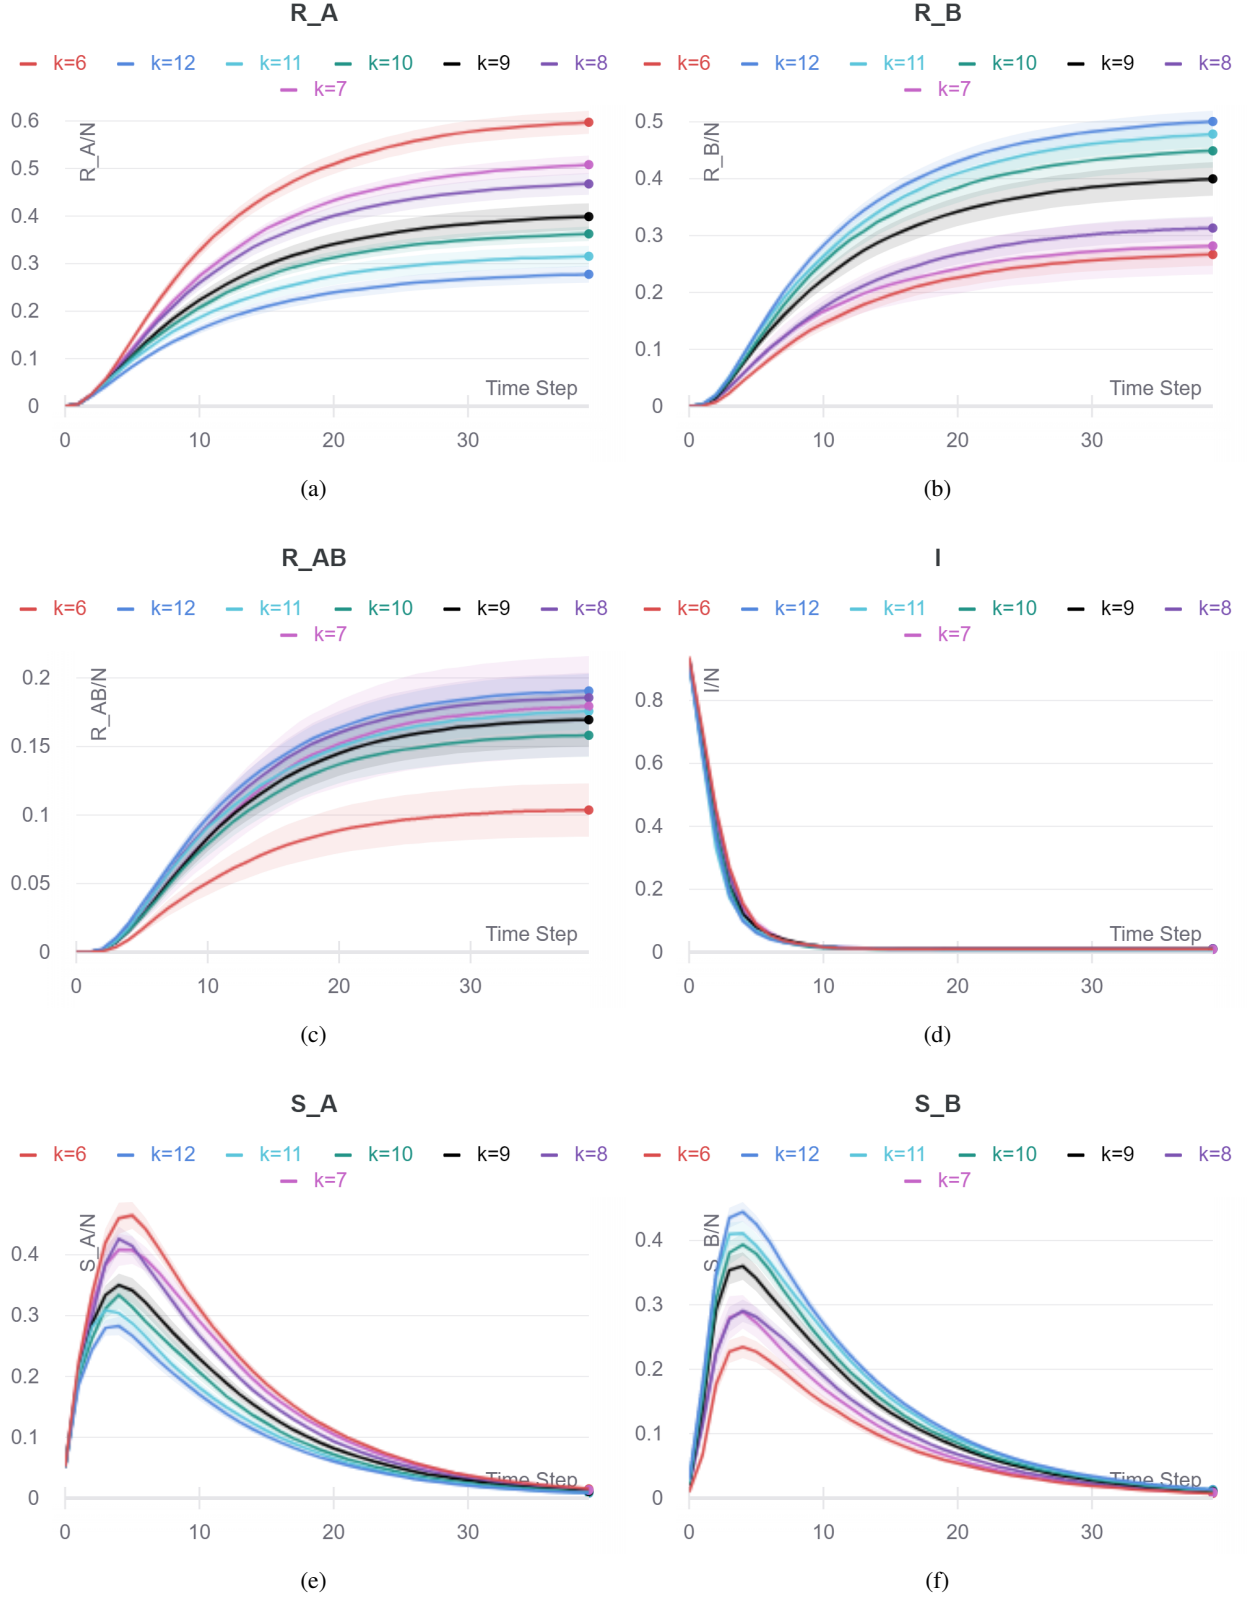 R_A
k=6 k=12 k=11 k=10 k=9 k=8
k=7
R_A/N
0.6
0.5
0.4
0.3
0.2
0.1
0
Time Step
0 10 20 30
(a)
R_B
k=6 k=12 k=11 k=10 k=9 k=8
k=7
R_B/N
0.5
0.4
0.3
0.2
0.1
0
Time Step
0 10 20 30
(b)
R_AB
k=6 k=12 k=11 k=10 k=9 k=8
k=7
R_AB/N
0.2
0.15
0.1
0.05
0
Time Step
0 10 20 30
(c)
I
k=6 k=12 k=11 k=10 k=9 k=8
k=7
I/N
0.8
0.6
0.4
0.2
0
Time Step
0 10 20 30
(d)
S_A
k=6 k=12 k=11 k=10 k=9 k=8
k=7
S_A/N
0.4
0.3
0.2
0.1
0
Time Step
0 10 20 30
(e)
S_B
k=6 k=12 k=11 k=10 k=9 k=8
k=7
S_B/N
0.4
0.3
0.2
0.1
0
Time Step
0 10 20 30
(f)